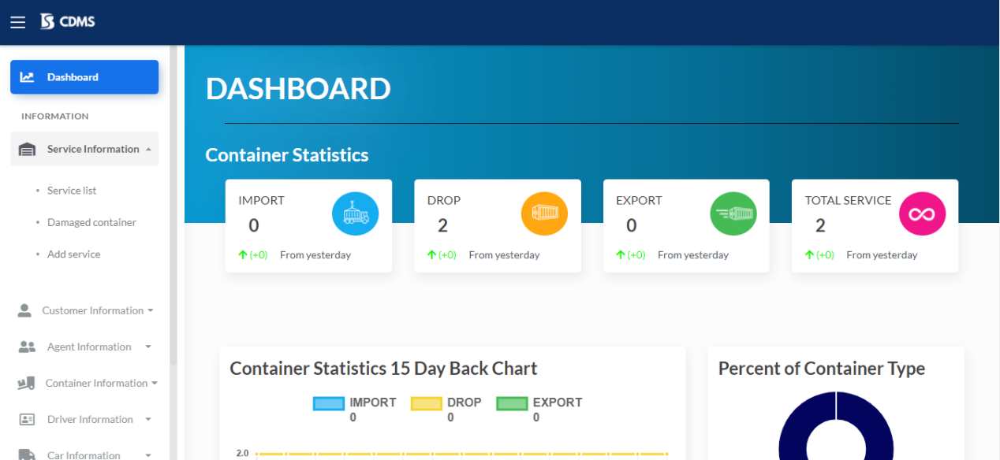 CDMS
Dashboard
INFORMATION
Service Information
Service list
Damaged container
Add service
Customer Information
Agent Information
Container Information
Driver Information
Car Information
DASHBOARD
Container Statistics
IMPORT
0
(+0) From yesterday
DROP
2
(+0) From yesterday
EXPORT
0
(+0) From yesterday
TOTAL SERVICE
2
(+0) From yesterday
Container Statistics 15 Day Back Chart
IMPORT DROP EXPORT
0 0 0
2.0
Percent of Container Type